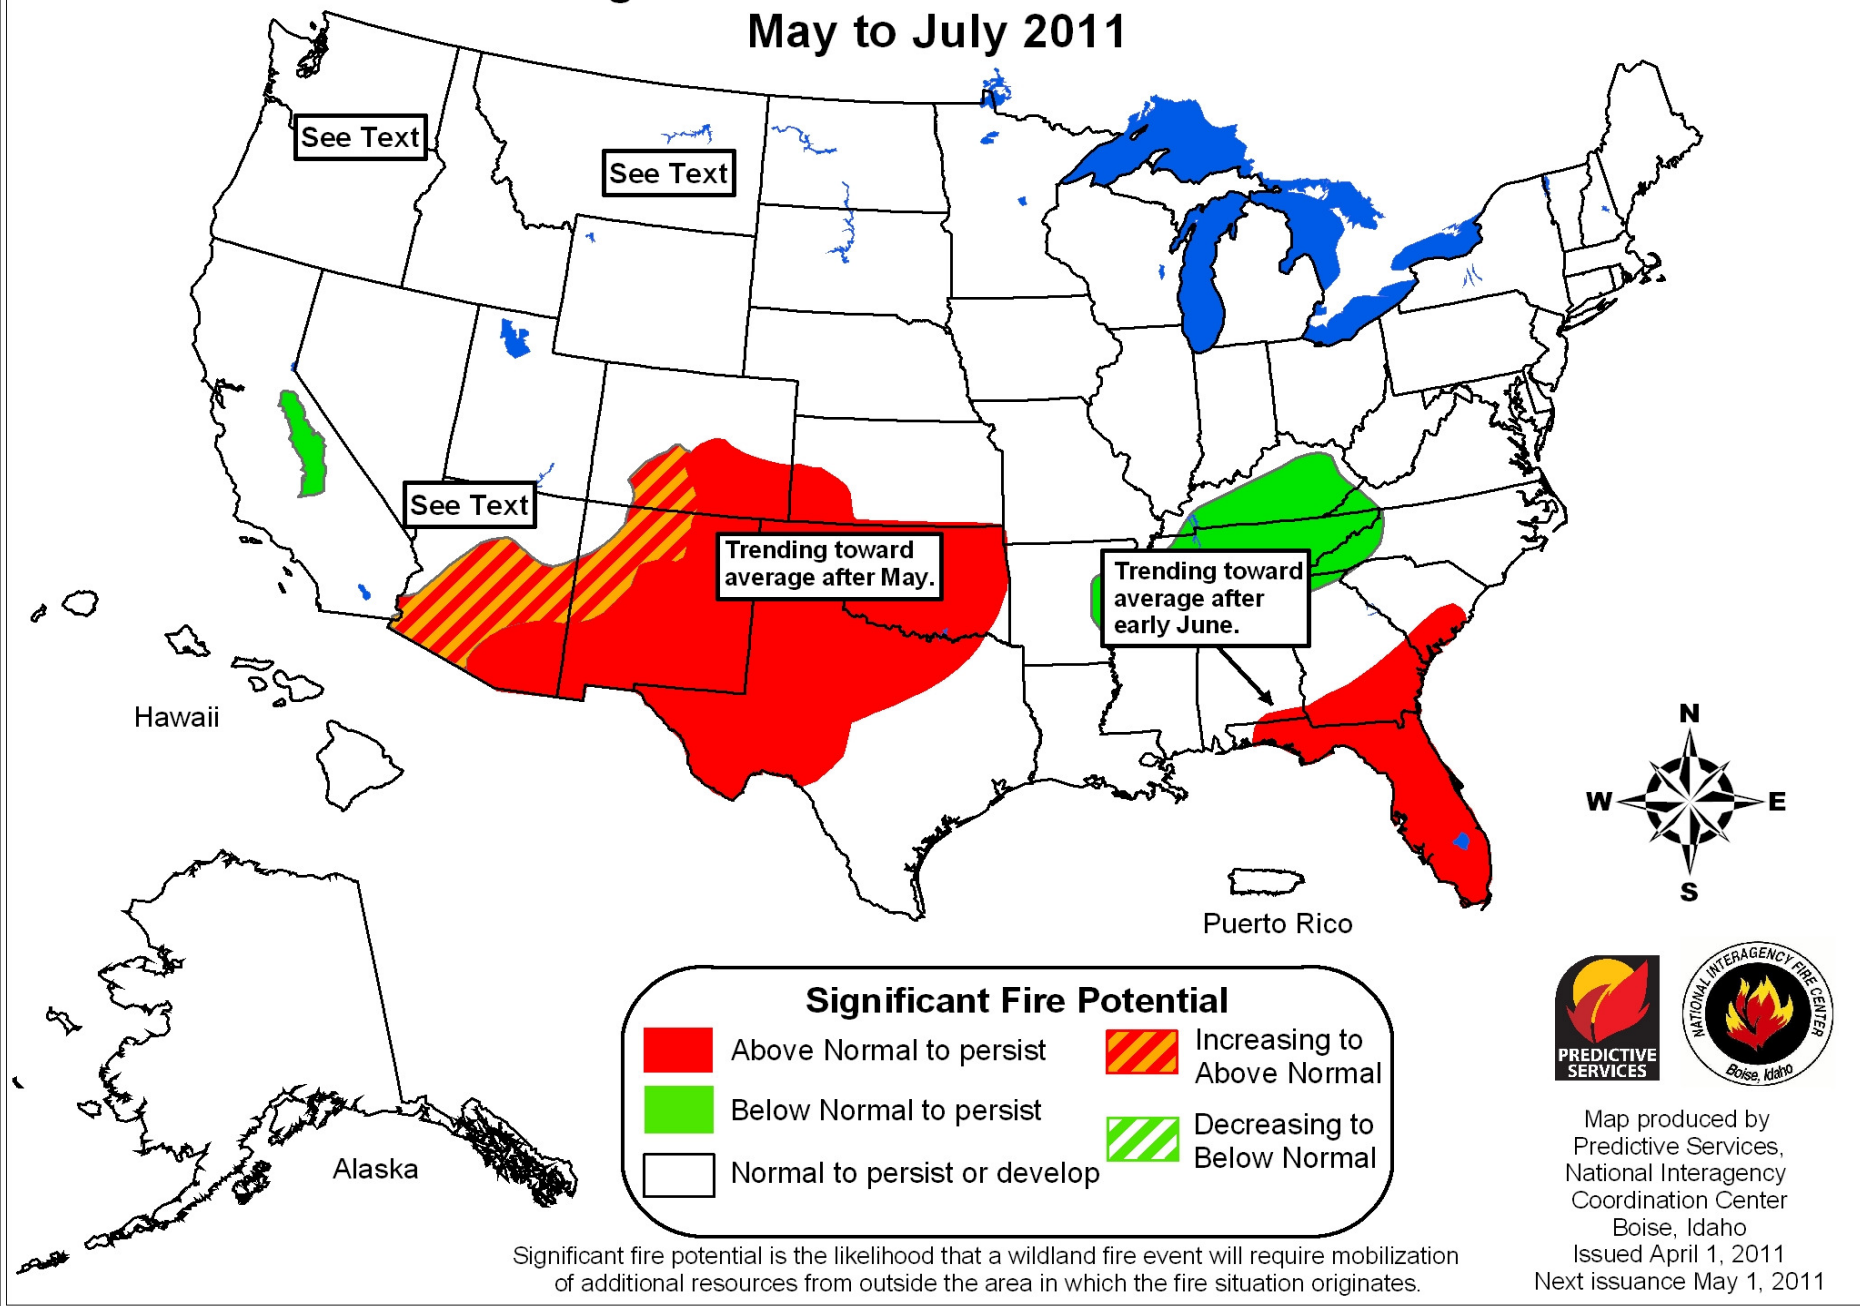 May to July 2011
See Text
See Text
See Text
Trending toward
average after May.
Trending toward
average after
early June.
Hawaii
N
W
E
S
Puerto Rico
Alaska
Significant Fire Potential
Above Normal to persist
Below Normal to persist
Normal to persist or develop
Increasing to
Above Normal
Decreasing to
Below Normal
PREDICTIVE
SERVICES
NATIONAL INTERAGENCY FIRE CENTER
Boise, Idaho
Map produced by
Predictive Services,
National Interagency
Coordination Center
Boise, Idaho
Issued April 1, 2011
Next issuance May 1, 2011
Significant fire potential is the likelihood that a wildland fire event will require mobilization
of additional resources from outside the area in which the fire situation originates.